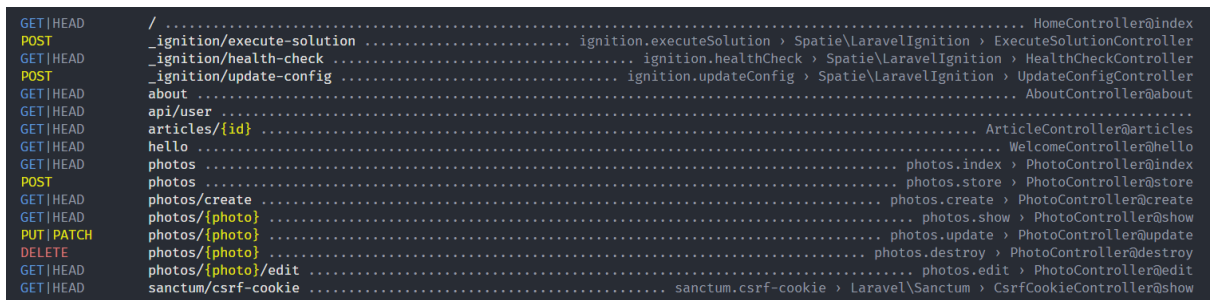 GET|HEAD / ........................................................................................................... HomeController@index
POST _ignition/execute-solution .......................... ignition.executeSolution › Spatie\LaravelIgnition › ExecuteSolutionController
GET|HEAD _ignition/health-check .................................. ignition.healthCheck › Spatie\LaravelIgnition › HealthCheckController
POST _ignition/update-config ................................... ignition.updateConfig › Spatie\LaravelIgnition › UpdateConfigController
GET|HEAD about ....................................................................................................... AboutController@about
GET|HEAD api/user ..........................................................................................................................
GET|HEAD articles/{id} ............................................................................................ ArticleController@articles
GET|HEAD hello ..................................................................................................... WelcomeController@hello
GET|HEAD photos ........................................................................................ photos.index › PhotoController@index
POST photos ....................................................................................... photos.store › PhotoController@store
GET|HEAD photos/create .............................................................................. photos.create › PhotoController@create
GET|HEAD photos/{photo} ................................................................................. photos.show › PhotoController@show
PUT|PATCH photos/{photo} ............................................................................. photos.update › PhotoController@update
DELETE photos/{photo} ........................................................................... photos.destroy › PhotoController@destroy
GET|HEAD photos/{photo}/edit ............................................................................ photos.edit › PhotoController@edit
GET|HEAD sanctum/csrf-cookie ............................................. sanctum.csrf-cookie › Laravel\Sanctum › CsrfCookieController@show